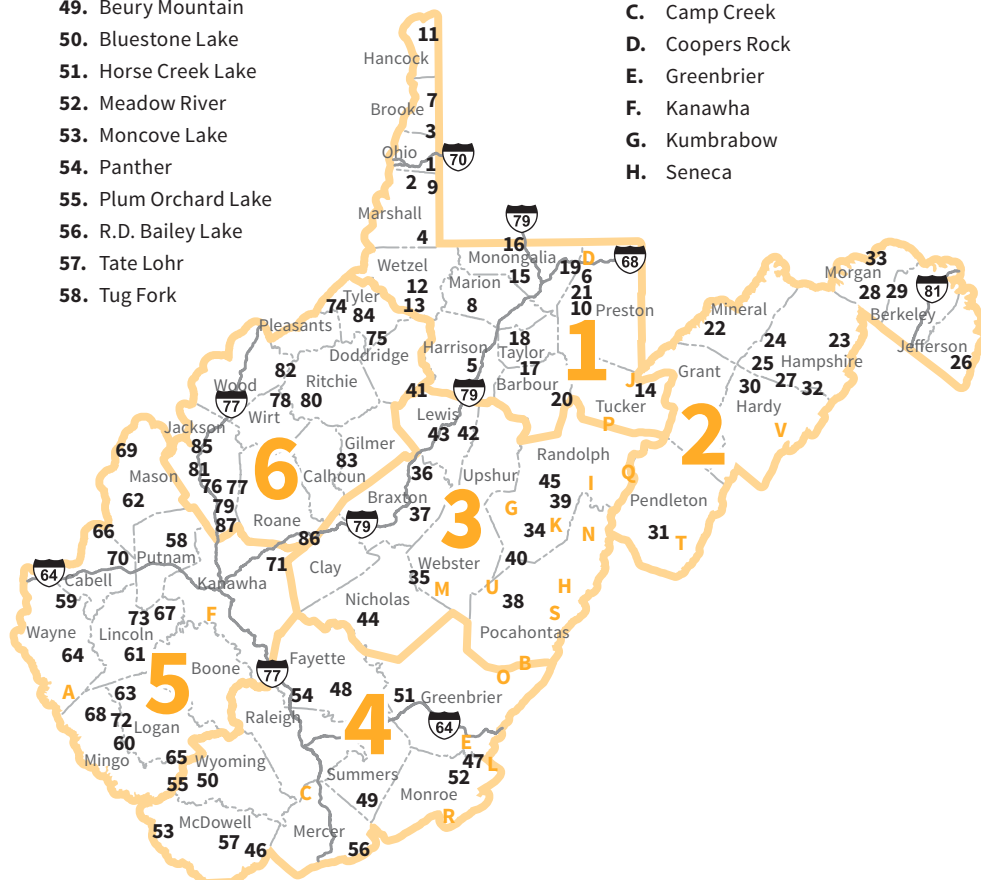 49. Beury Mountain
50. Bluestone Lake
51. Horse Creek Lake
52. Meadow River
53. Moncove Lake
54. Panther
55. Plum Orchard Lake
56. R.D. Bailey Lake
57. Tate Lohr
58. Tug Fork
C. Camp Creek
D. Coopers Rock
E. Greenbrier
F. Kanawha
G. Kumbrabow
H. Seneca
11
Hancock
7
Brooke
3
Ohio
1
70
2
9
Marshall
4
79
16
Monongalia
D
68
Wetzel
15
19
6
12
Marion
21
13
8
10
Preston
33
Morgan
28
29
81
Berkeley
Jefferson
26
74
Tyler
84
Pleasants
75
Doddridge
Harrison
18
Taylor
5
17
1
Mineral
22
24
23
25
Hampshire
Grant
30
27
32
Hardy
82
Ritchie
Wood
77
78
80
Wirt
41
79
Barbour
20
J
14
Tucker
P
2
V
Jackson
85
Lewis
43
42
69
81
Mason
76
77
6
Gilmer
83
Calhoun
36
Upshur
Randolph
45
I
Q
62
79
87
Roane
Braxton
37
3
G
39
Pendleton
66
58
86
79
34
K
N
31
T
70
Putnam
71
Clay
Webster
40
64
Cabell
Kanawha
35
M
U
H
59
F
Nicholas
38
S
73
67
44
Wayne
Lincoln
Pocahontas
64
61
5
Boone
77
Fayette
B
O
A
63
54
48
51
Greenbrier
68
72
Logan
Raleigh
4
64
60
E
Mingo
65
Wyoming
47
L
55
50
Summers
52
C
49
Monroe
R
53
McDowell
57
46
Mercer
56